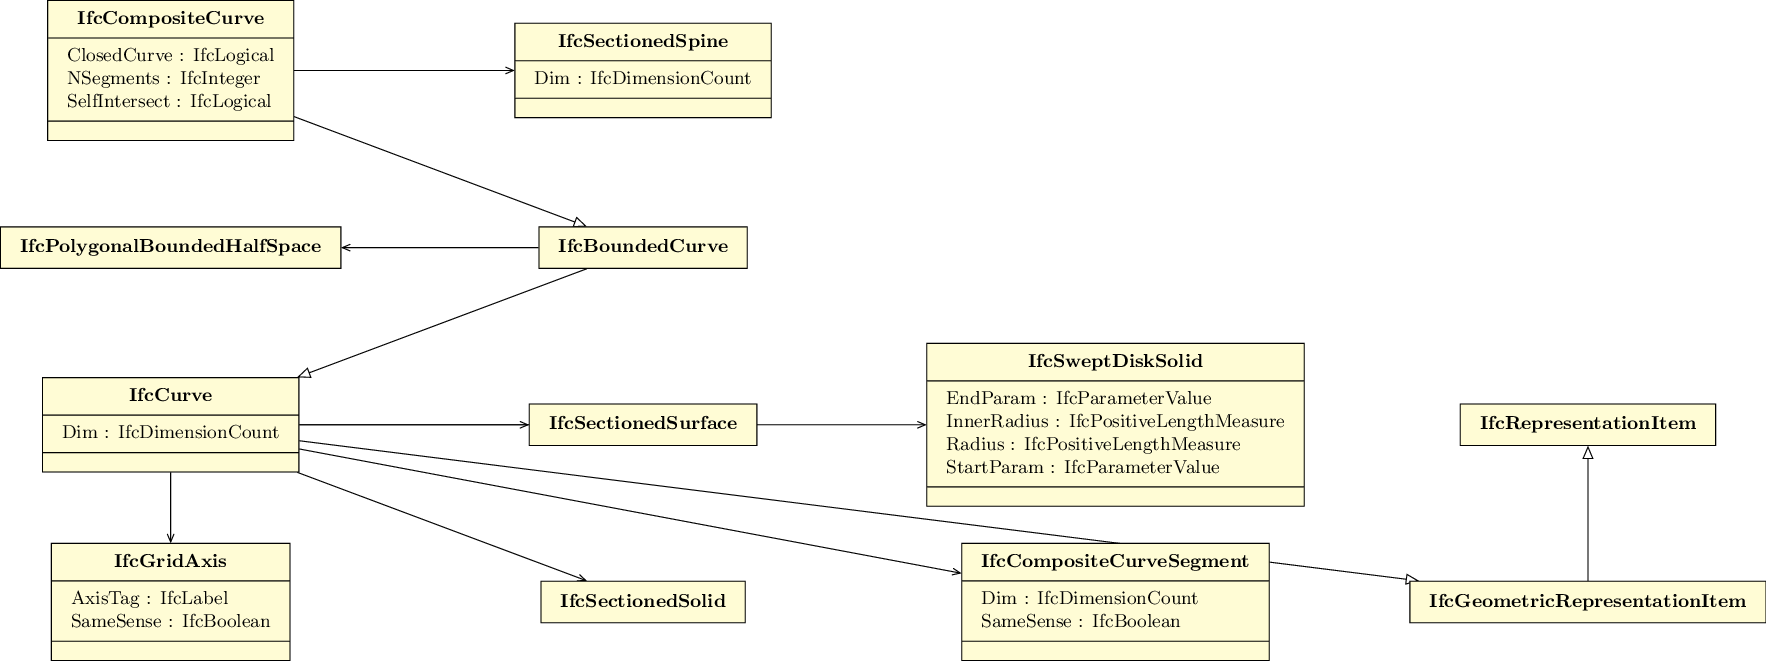 IfcCompositeCurve
ClosedCurve : IfcLogical
NSegments : IfcInteger
SelfIntersect : IfcLogical
IfcSectionedSpine
Dim : IfcDimensionCount
IfcPolygonalBoundedHalfSpace
IfcBoundedCurve
IfcCurve
Dim : IfcDimensionCount
IfcSectionedSurface
IfcSweptDiskSolid
EndParam : IfcParameterValue
InnerRadius : IfcPositiveLengthMeasure
Radius : IfcPositiveLengthMeasure
StartParam : IfcParameterValue
IfcRepresentationItem
IfcGridAxis
AxisTag : IfcLabel
SameSense : IfcBoolean
IfcSectionedSolid
IfcCompositeCurveSegment
Dim : IfcDimensionCount
SameSense : IfcBoolean
IfcGeometricRepresentationItem